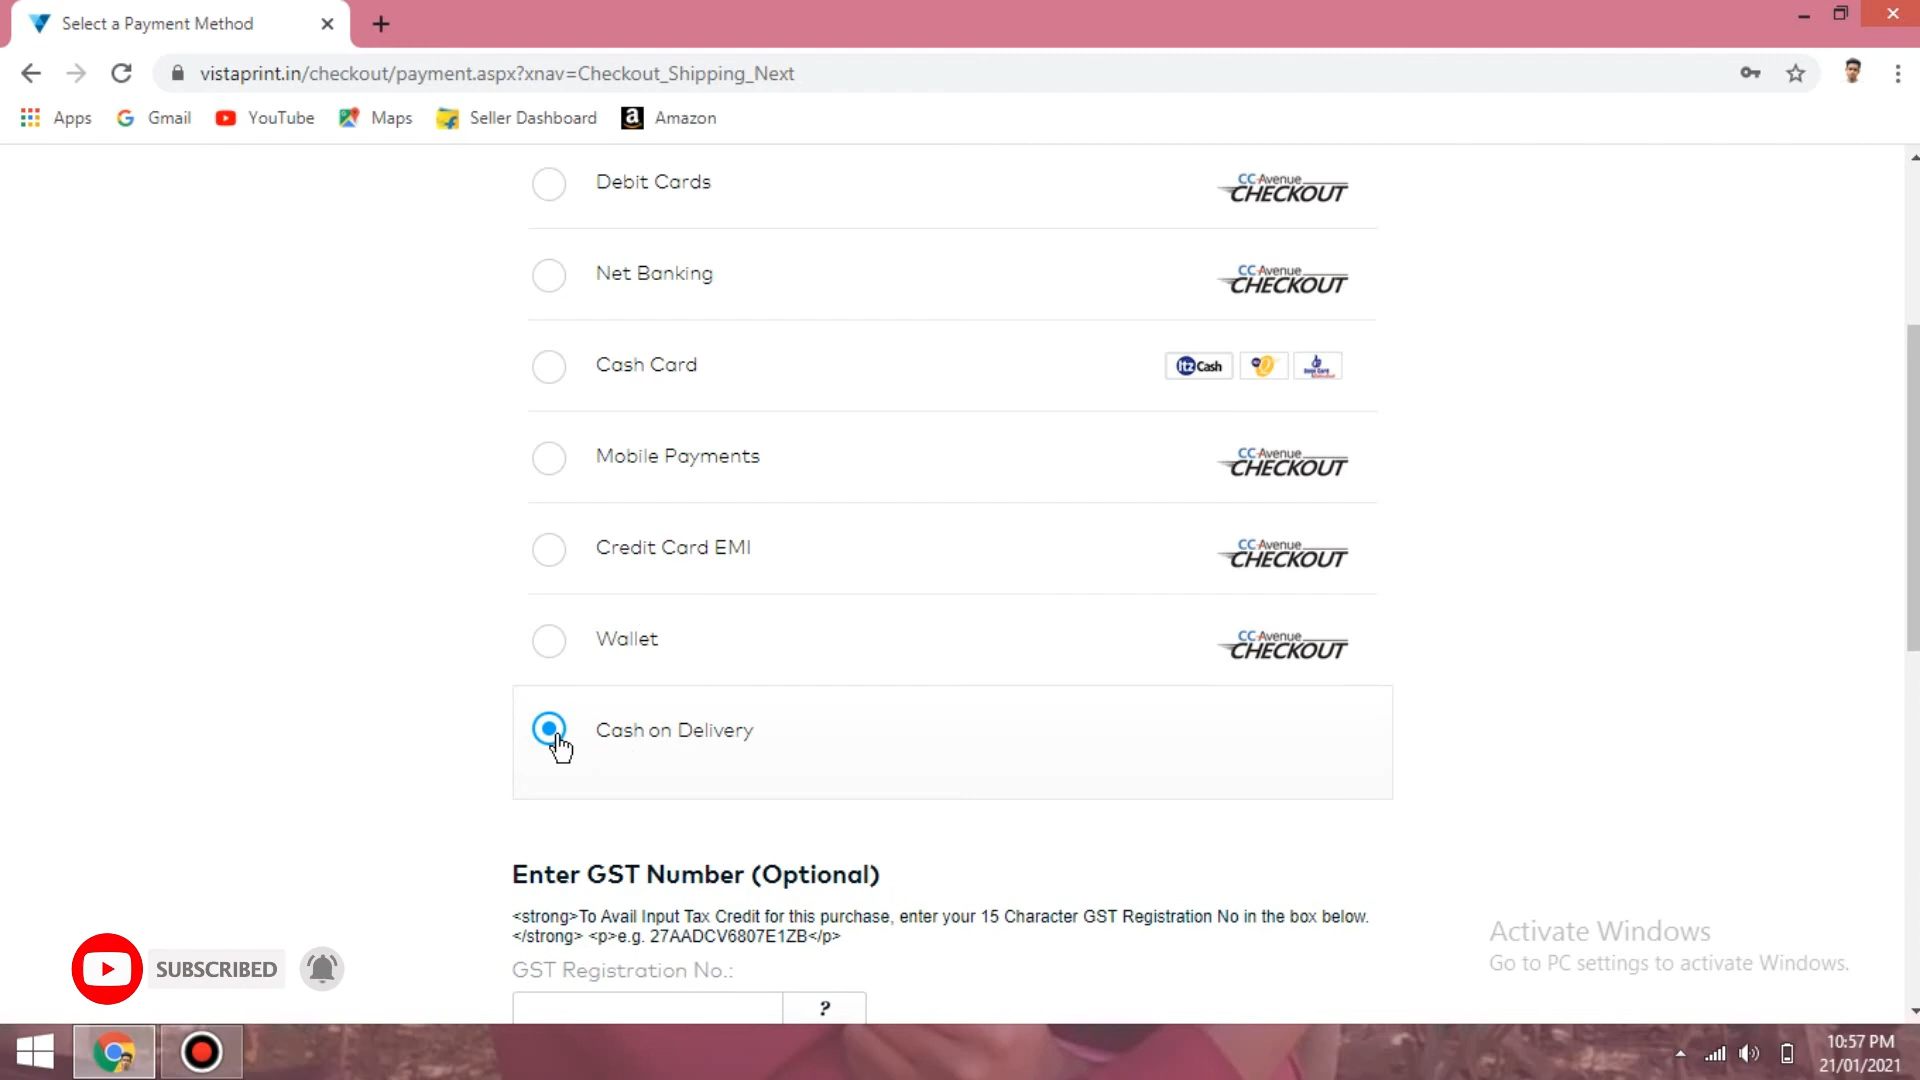 Select a Payment Method
vistaprint.in/checkout/payment.aspx?xnav=Checkout_Shipping_Next
Apps Gmail YouTube Maps Seller Dashboard Amazon
Debit Cards CCAvenue CHECKOUT
Net Banking CCAvenue CHECKOUT
Cash Card itz Cash
Mobile Payments CCAvenue CHECKOUT
Credit Card EMI CCAvenue CHECKOUT
Wallet CCAvenue CHECKOUT
Cash on Delivery
Enter GST Number (Optional)
<strong>To Avail Input Tax Credit for this purchase, enter your 15 Character GST Registration No in the box below.
</strong> <p>e.g. 27AADCV6807E1ZB</p>
GST Registration No.:
?
Activate Windows
Go to PC settings to activate Windows.
SUBSCRIBED
10:57 PM
21/01/2021